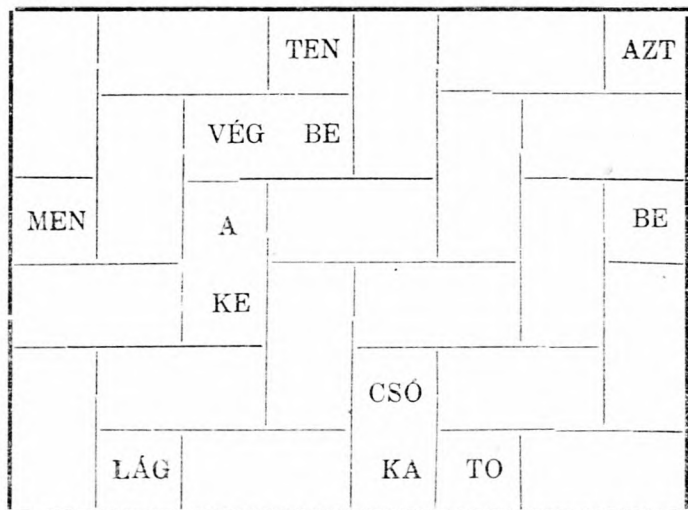 TEN AZT
VÉG BE
MEN A BE
KE
CSÓ
LÁG KA TO